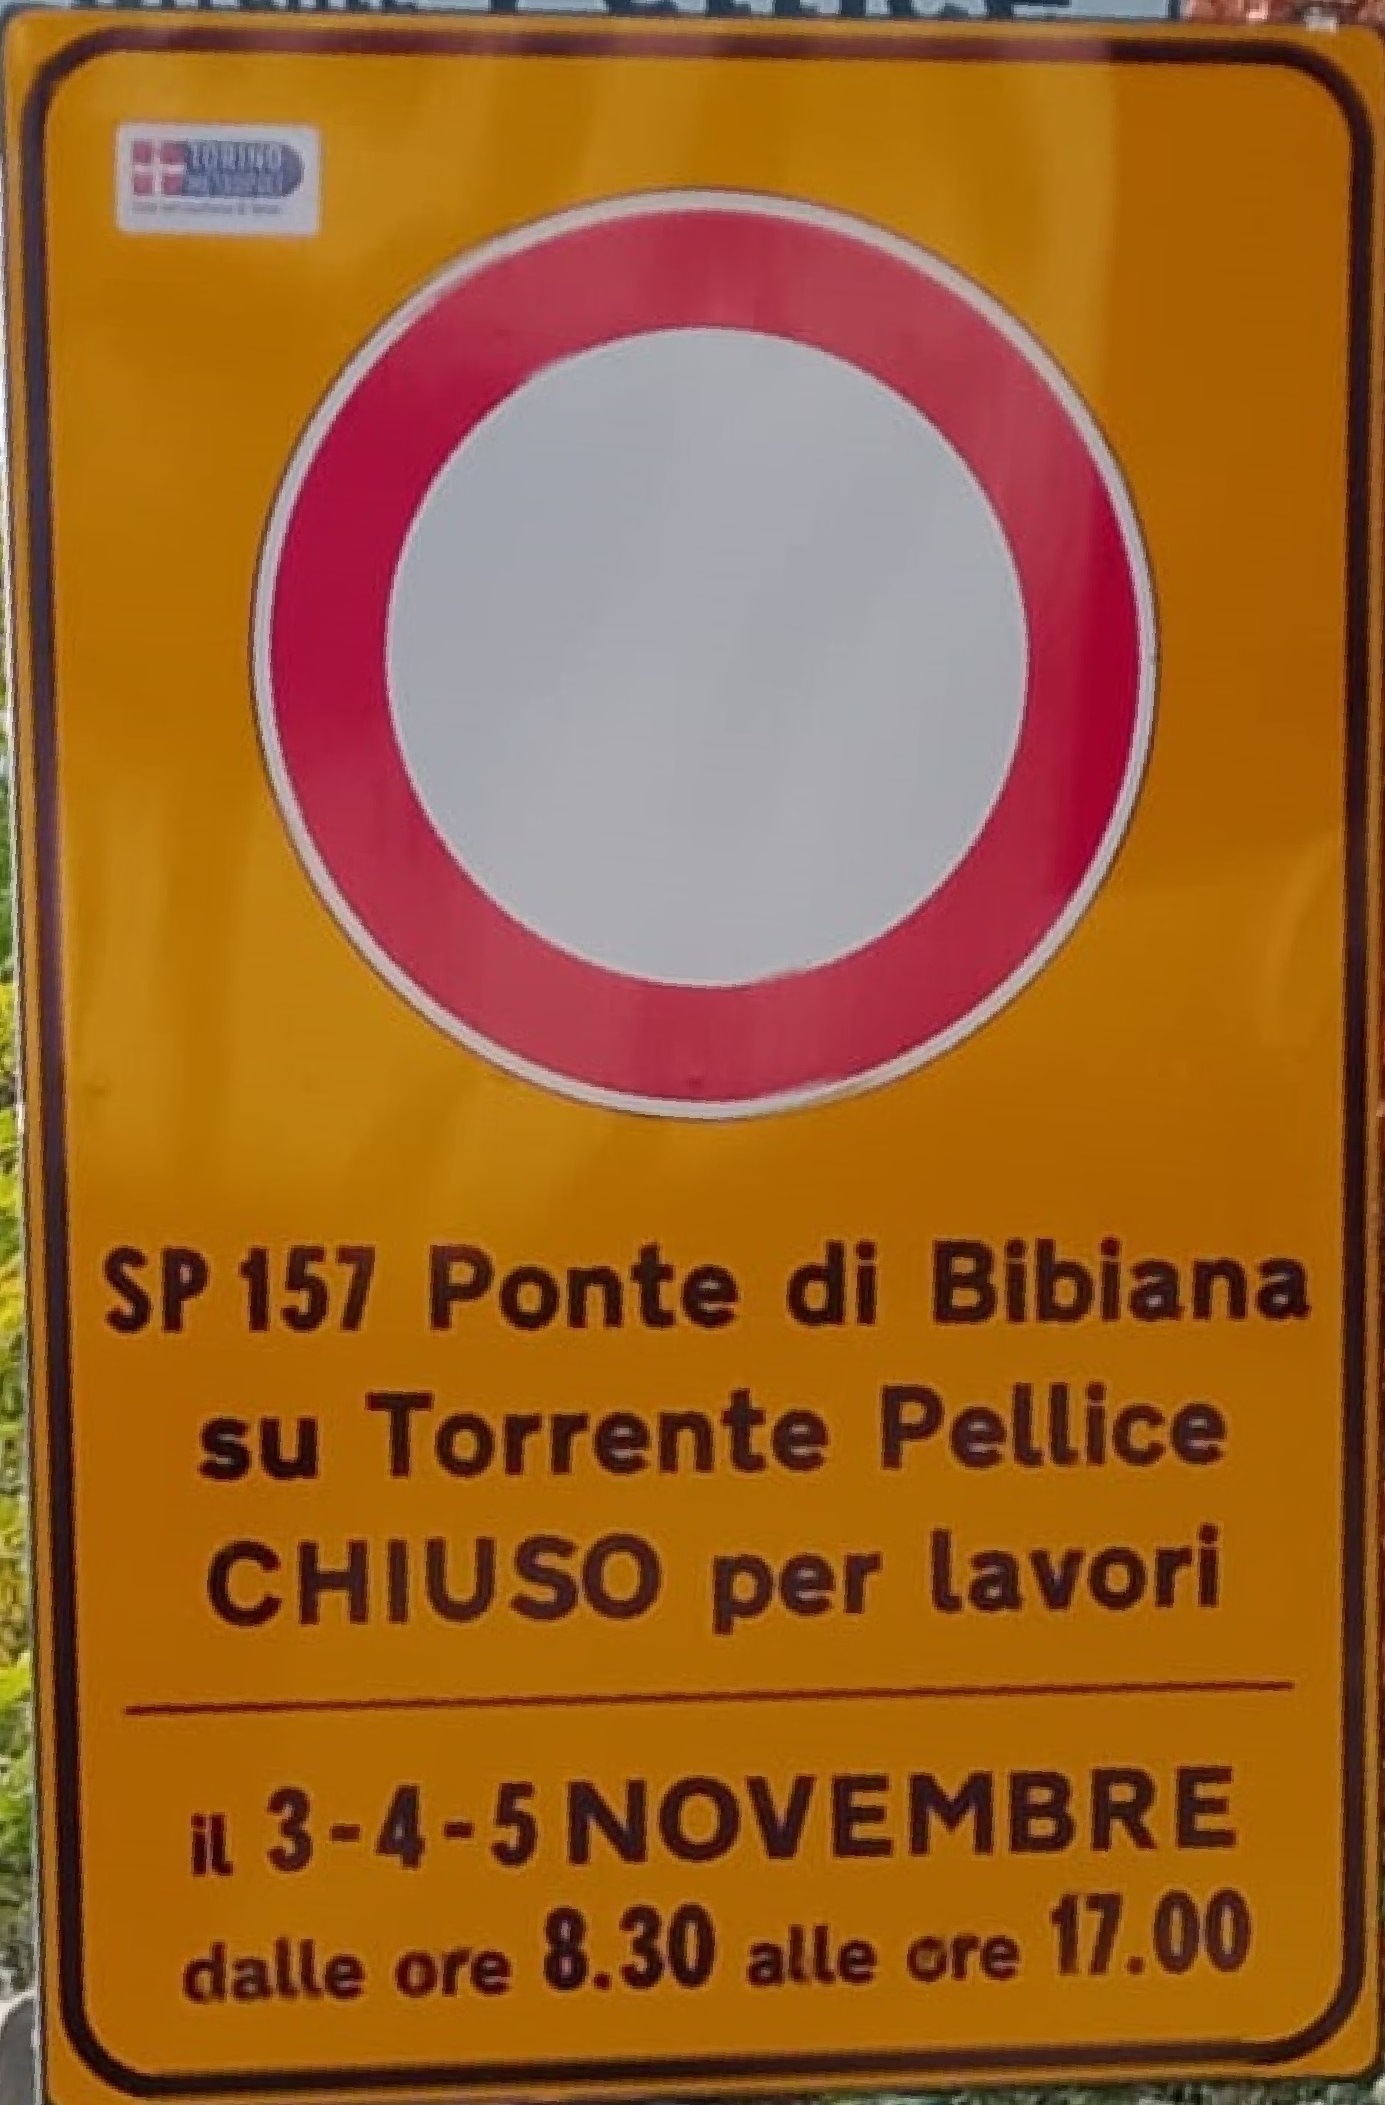 TORINO
SP 157 Ponte di Bibiana
su Torrente Pellice
CHIUSO per lavori
il 3-4-5 NOVEMBRE
dalle ore 8.30 alle ore 17.00